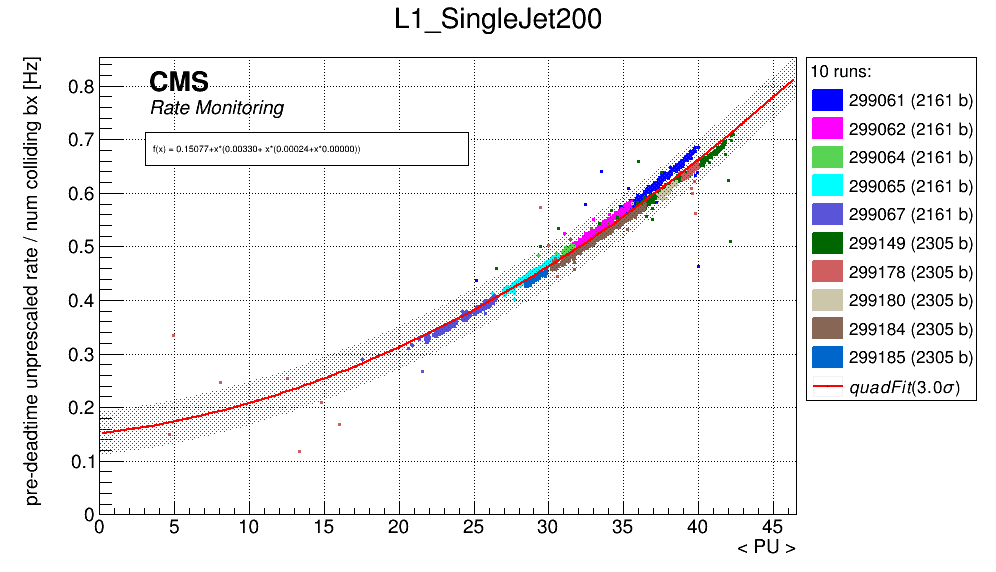 L1_SingleJet200
pre-deadtime unprescaled rate / num colliding bx [Hz]
CMS
Rate Monitoring
f(x) = 0.15077+x*(0.00330+ x*(0.00024+x*0.00000))
0.8
0.7
0.6
0.5
0.4
0.3
0.2
0.1
0
0 5 10 15 20 25 30 35 40 45
< PU >
10 runs:
299061 (2161 b)
299062 (2161 b)
299064 (2161 b)
299065 (2161 b)
299067 (2161 b)
299149 (2305 b)
299178 (2305 b)
299180 (2305 b)
299184 (2305 b)
299185 (2305 b)
quadFit(3.0σ)